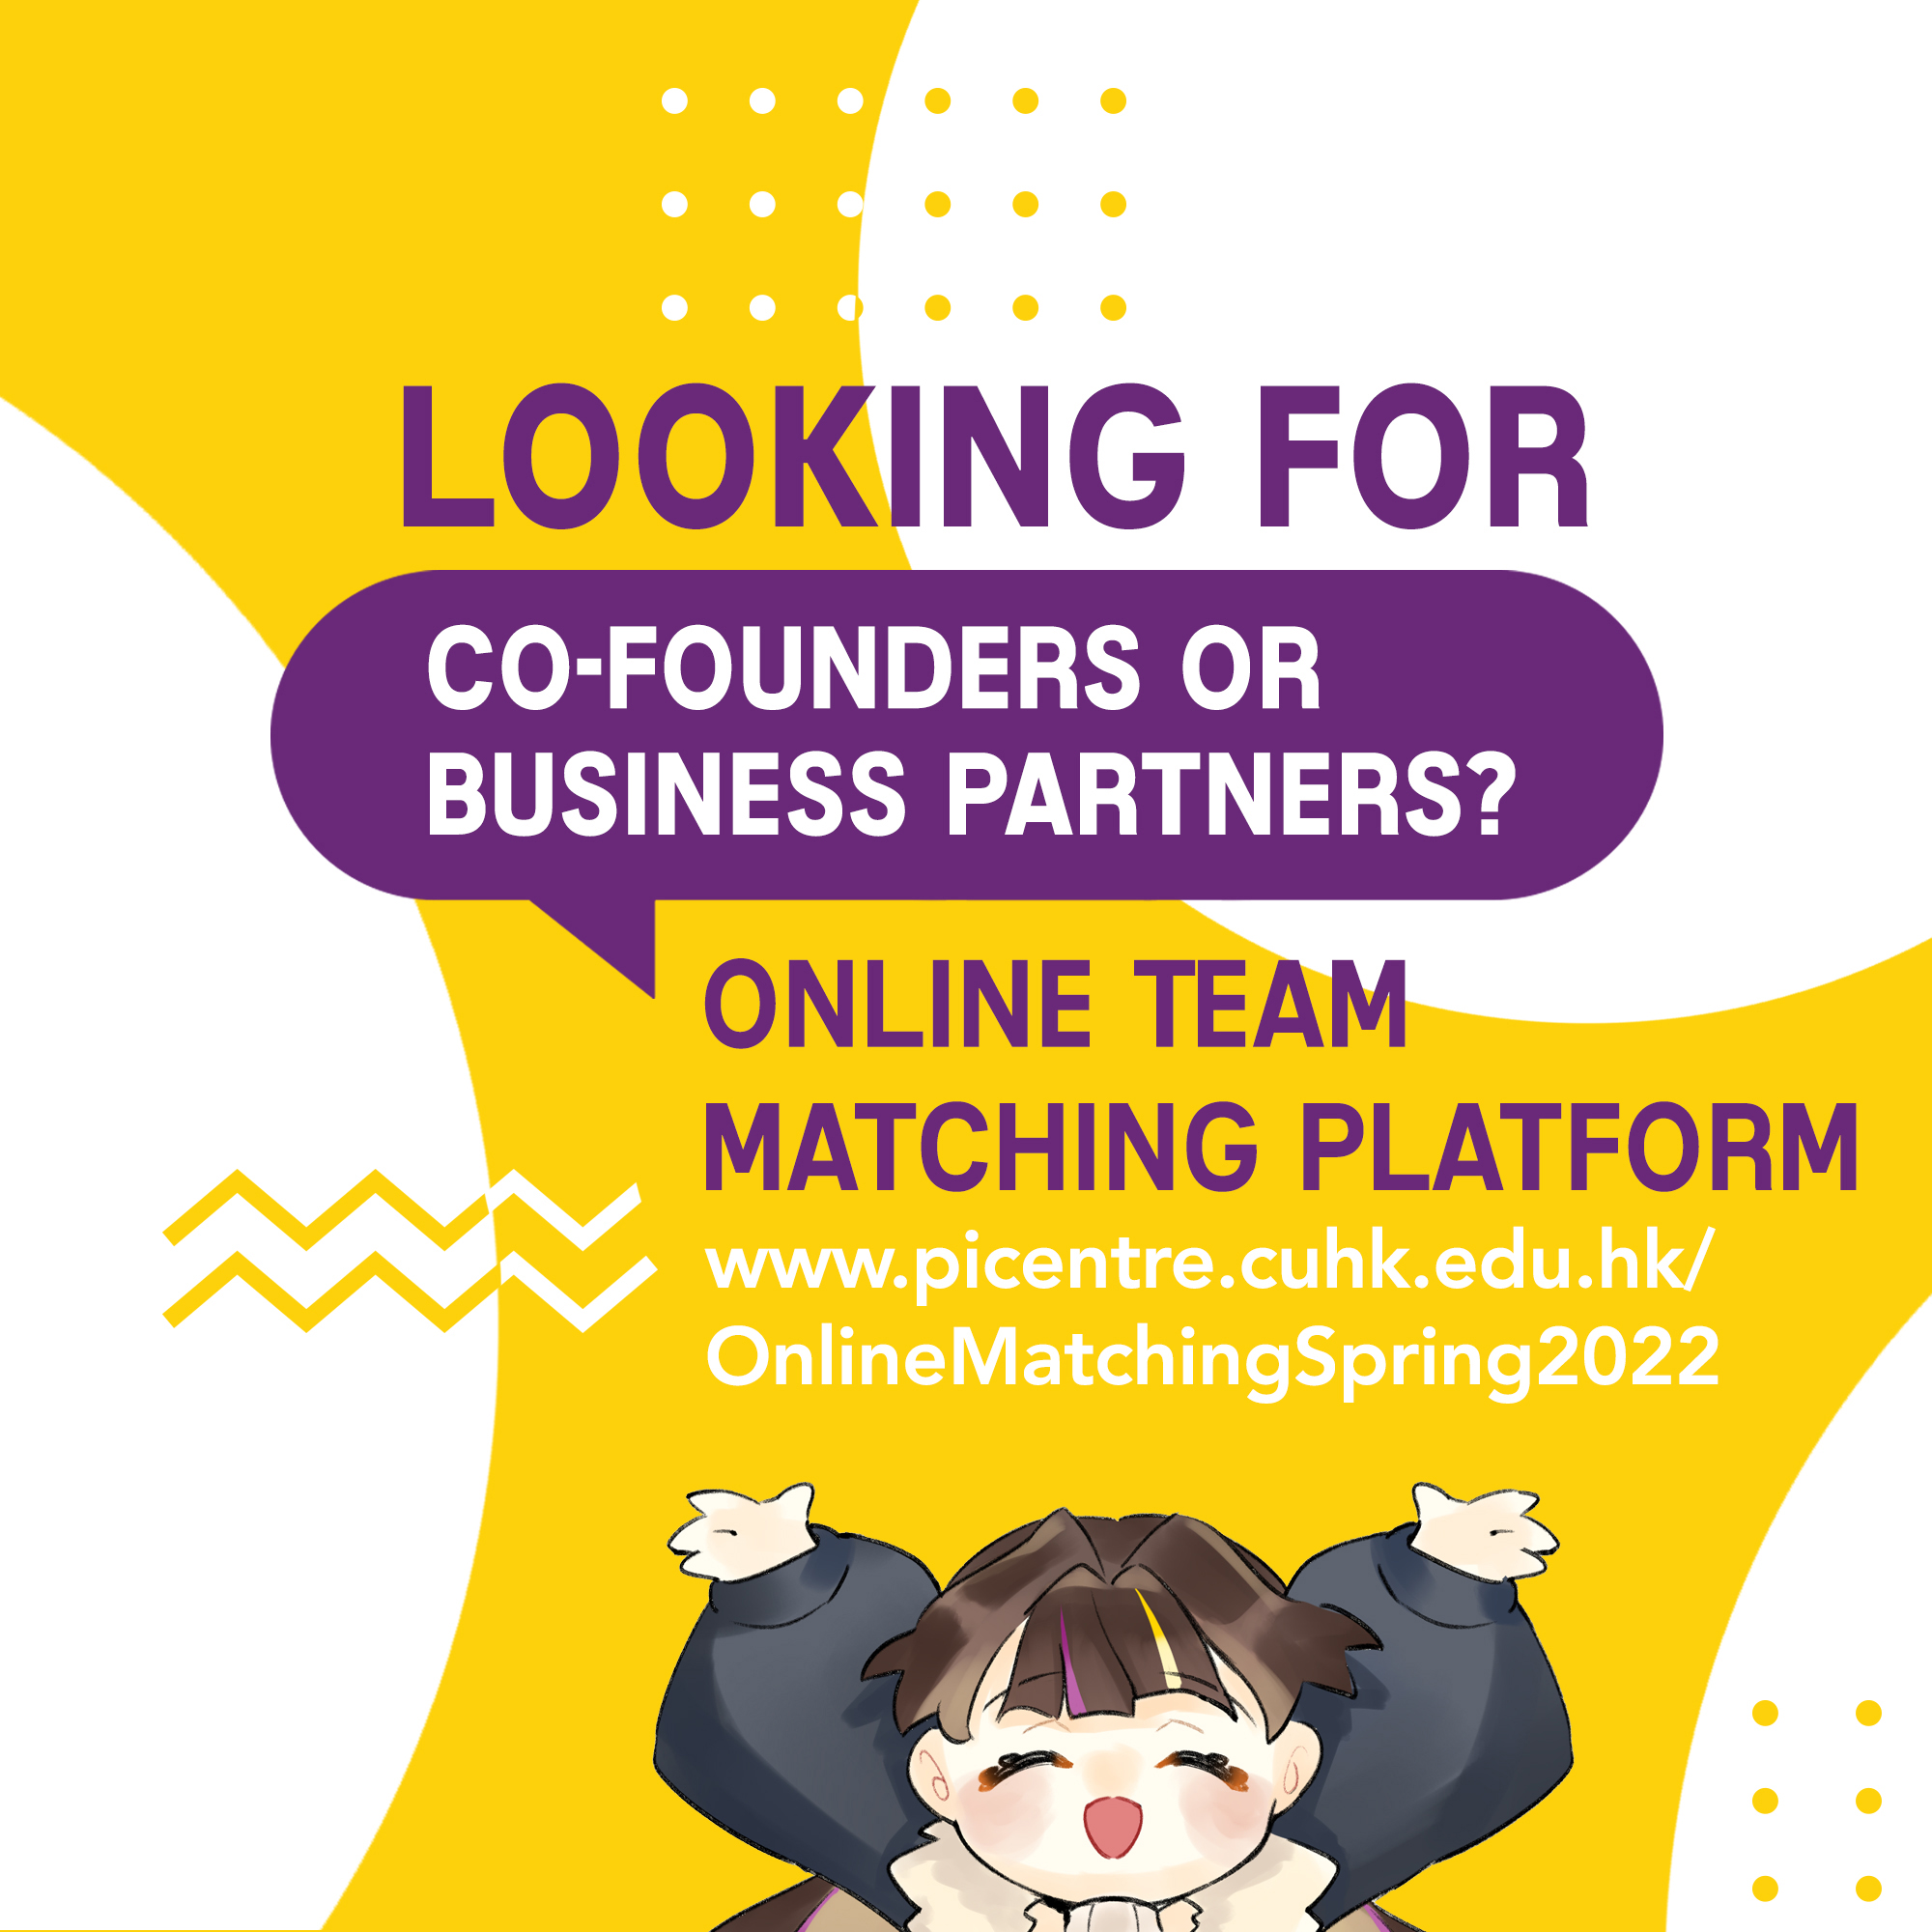 LOOKING FOR
CO-FOUNDERS OR
BUSINESS PARTNERS?
ONLINE TEAM
MATCHING PLATFORM
www.picentre.cuhk.edu.hk/
OnlineMatchingSpring2022